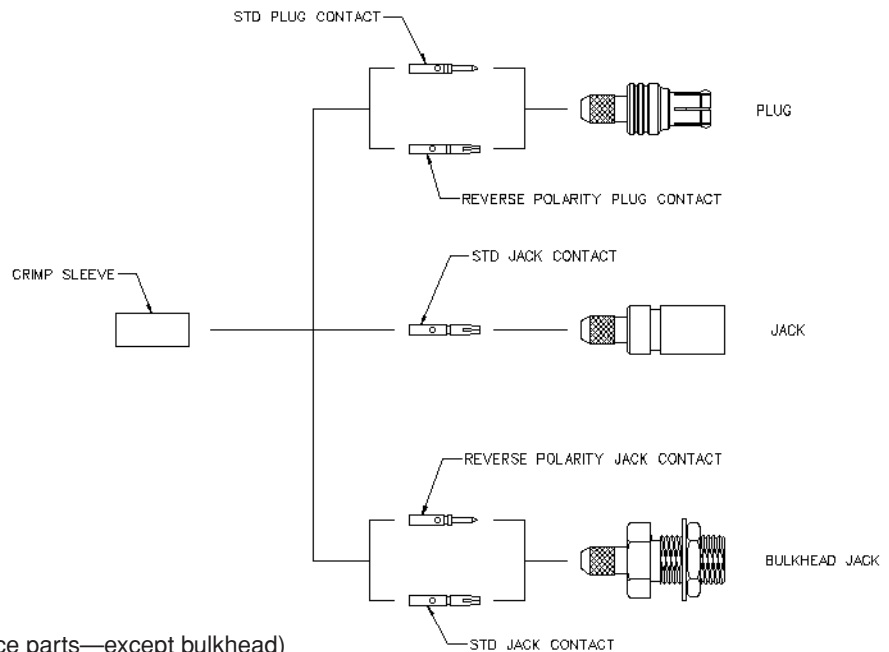 STD PLUG CONTACT
PLUG
REVERSE POLARITY PLUG CONTACT
STD JACK CONTACT
CRIMP SLEEVE
JACK
REVERSE POLARITY JACK CONTACT
BULKHEAD JACK
STD JACK CONTACT
parts—except bulkhead)